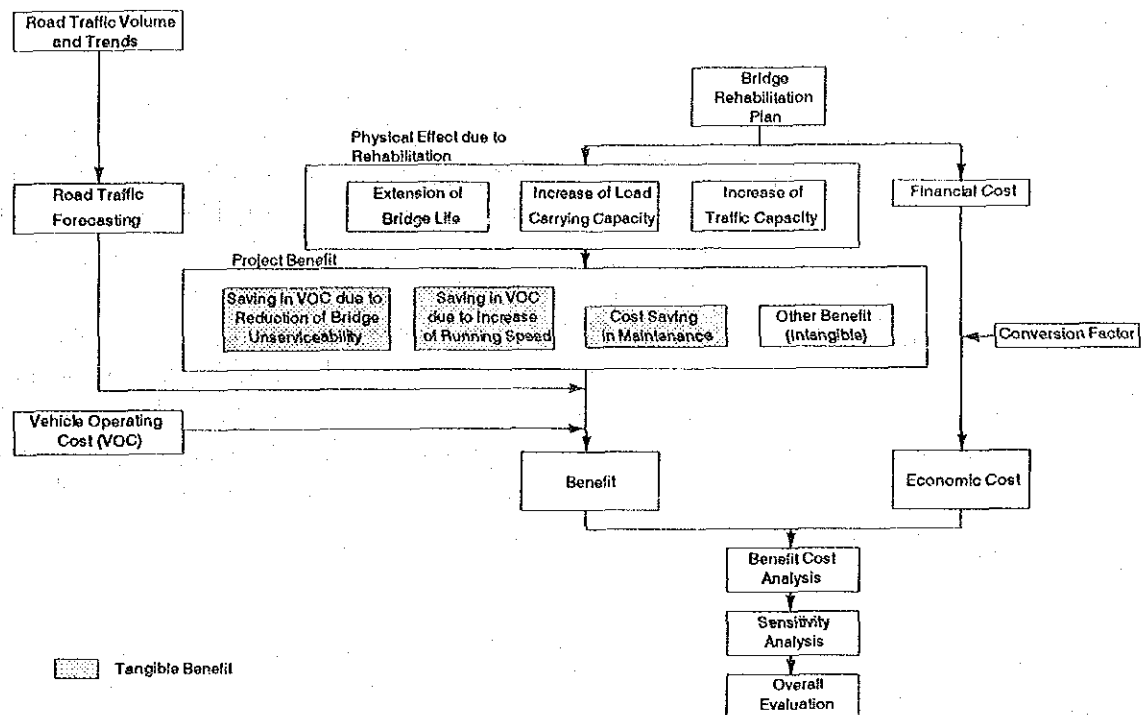 Road Traffic Volume
and Trends
Bridge
Rehabilitation
Plan
Physical Effect due to
Rehabilitation
Road Traffic
Forecasting
Extension of
Bridge Life
Increase of Load
Carrying Capacity
Increase of
Traffic Capacity
Financial Cost
Project Benefit
Saving in VOC due to
Reduction of Bridge
Unserviceability
Saving in VOC
due to Increase
of Running Speed
Cost Saving
in Maintenance
Other Benefit
(Intangible)
Conversion Factor
Vehicle Operating
Cost (VOC)
Benefit
Economic Cost
Benefit Cost
Analysis
Sensitivity
Analysis
Tangible Benefit
Overall
Evaluation